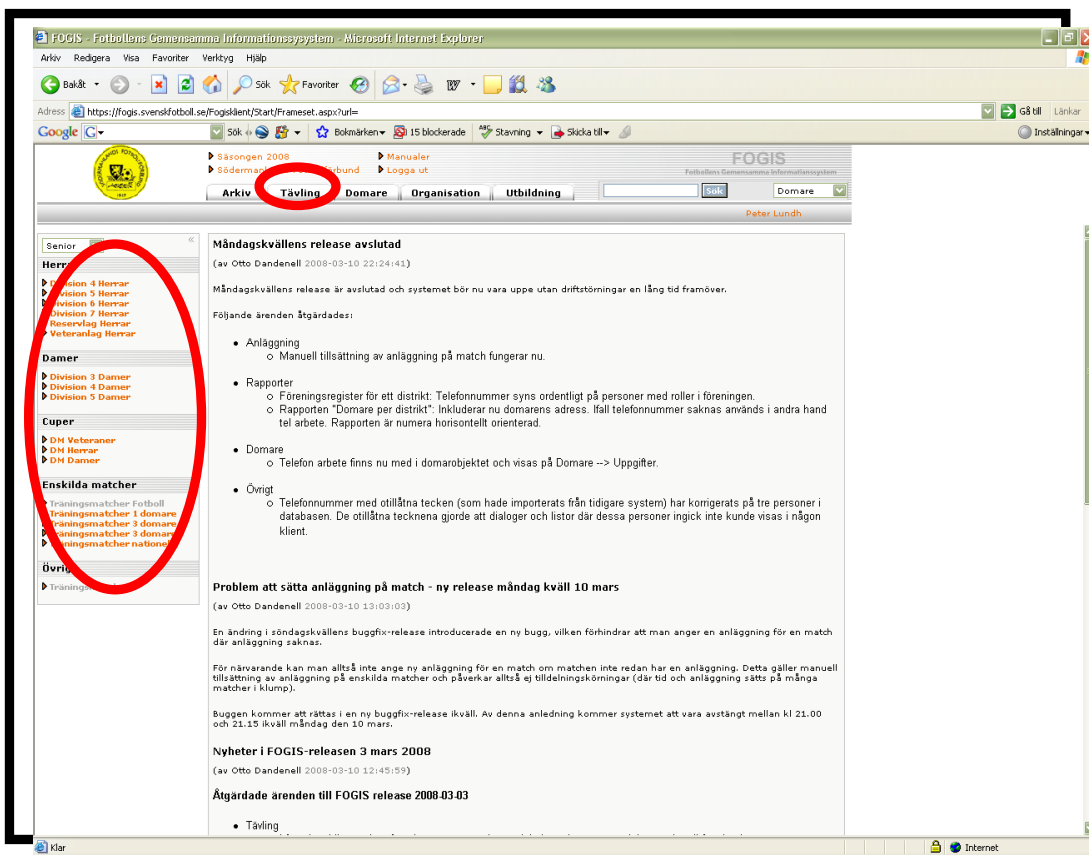 FOGIS - Fotbollens Gemensamma Informationssysystem - Microsoft Internet Explorer
Arkiv Redigera Visa Favoriter Verktyg Hjälp
Bakåt Sök Favoriter
Adress https://fogis.svenskfotboll.se/Fogisklient/Start/Frameset.aspx?url= Gå till Länkar
Google G Sök Bokmärken 15 blockerade ABC Stavning Skicka till Inställningar
Säsongen 2008 Manualer
Logga ut
FOGIS
Fotbollens Gemensamma Informationssystem
Arkiv Tävling Domare Organisation Utbildning Sök Domare
Peter Lundh
Senior «
Division 4 Herrar
Division 5 Herrar
Division 6 Herrar
Division 7 Herrar
Reservlag Herrar
Veteranlag Herrar
Damer
Division 3 Damer
Division 4 Damer
Division 5 Damer
Cuper
DM Veteraner
DM Herrar
DM Damer
Enskilda matcher
Träningsmatcher Fotboll
Träningsmatcher 1 domare
Träningsmatcher 3 domare
Träningsmatcher 3 domare
Måndagskvällens release avslutad
(av Otto Dandenell 2008-03-10 22:24:41)
Måndagskvällens release är avslutad och systemet bör nu vara uppe utan driftstörningar en lång tid framöver.
Följande ärenden åtgärdades:
• Anläggning
o Manuell tillsättning av anläggning på match fungerar nu.
• Rapporter
o Föreningsregister för ett distrikt: Telefonnummer syns ordentligt på personer med roller i föreningen.
o Rapporten "Domare per distrikt": Inkluderar nu domarens adress. Ifall telefonnummer saknas används i andra hand
tel arbete. Rapporten är numera horisontellt orienterad.
• Domare
o Telefon arbete finns nu med i domarobjektet och visas på Domare --> Uppgifter.
• Övrigt
o Telefonnummer med otillåtna tecken (som hade importerats från tidigare system) har korrigerats på tre personer i
databasen. De otillåtna tecknena gjorde att dialoger och listor där dessa personer ingick inte kunde visas i någon
klient.
Problem att sätta anläggning på match - ny release måndag kväll 10 mars
(av Otto Dandenell 2008-03-10 13:03:03)
En ändring i söndagskvällens buggfix-release introducerade en ny bugg, vilken förhindrar att man anger en anläggning för en match
där anläggning saknas.
För närvarande kan man alltså inte ange ny anläggning för en match om matchen inte redan har en anläggning. Detta gäller manuell
tillsättning av anläggning på enskilda matcher och påverkar alltså ej tilldelningskörningar (där tid och anläggning sätts på många
matcher i klump).
Buggen kommer att rättas i en ny buggfix-release ikväll. Av denna anledning kommer systemet att vara avstängt mellan kl 21.00
och 21.15 ikväll måndag den 10 mars.
Nyheter i FOGIS-releasen 3 mars 2008
(av Otto Dandenell 2008-03-10 12:45:59)
Åtgärdade ärenden till FOGIS release 2008-03-03
• Tävling
Klar Internet